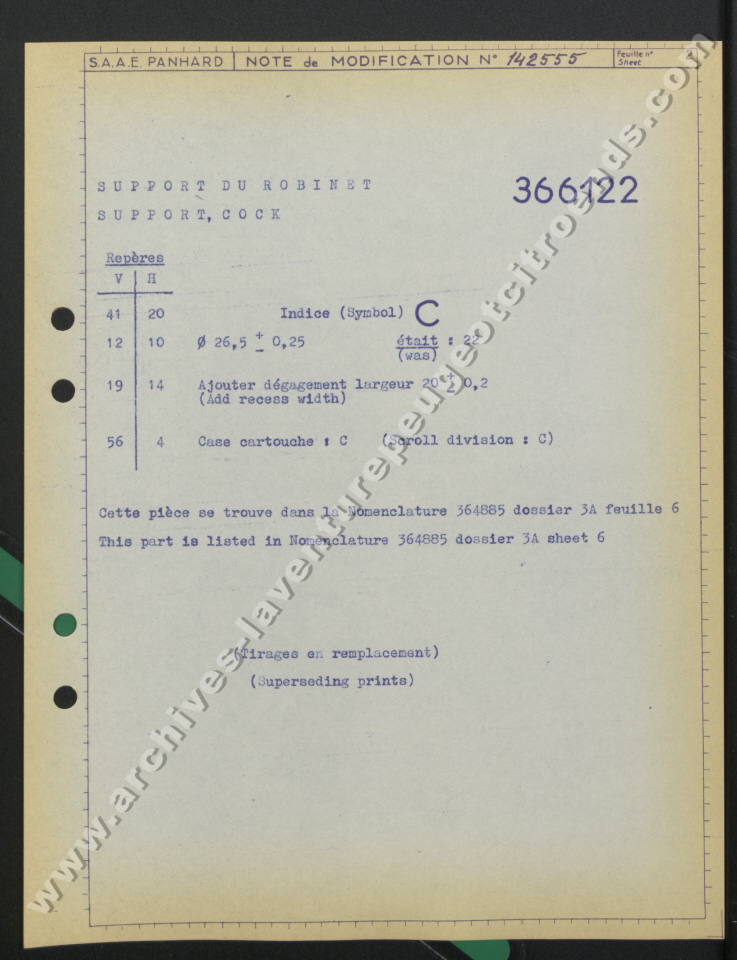 S.A.A.E. PANHARD NOTE de MODIFICATION N° 142555 Feuille n° 2
Sheet
SUPPORT DU ROBINET 366122
SUPPORT, COCK
Repères
V H
41 20 Indice (Symbol) C
12 10 Ø 26,5 ± 0,25 était : 22
(was)
19 14 Ajouter dégagement largeur 20 ± 0,2
(Add recess width)
56 4 Case cartouche : C (Scroll division : C)
Cette pièce se trouve dans la Nomenclature 364885 dossier 3A feuille 6
This part is listed in Nomenclature 364885 dossier 3A sheet 6
(Tirages en remplacement)
(Superseding prints)
www.archives-laventurepeugeotcitroends.com